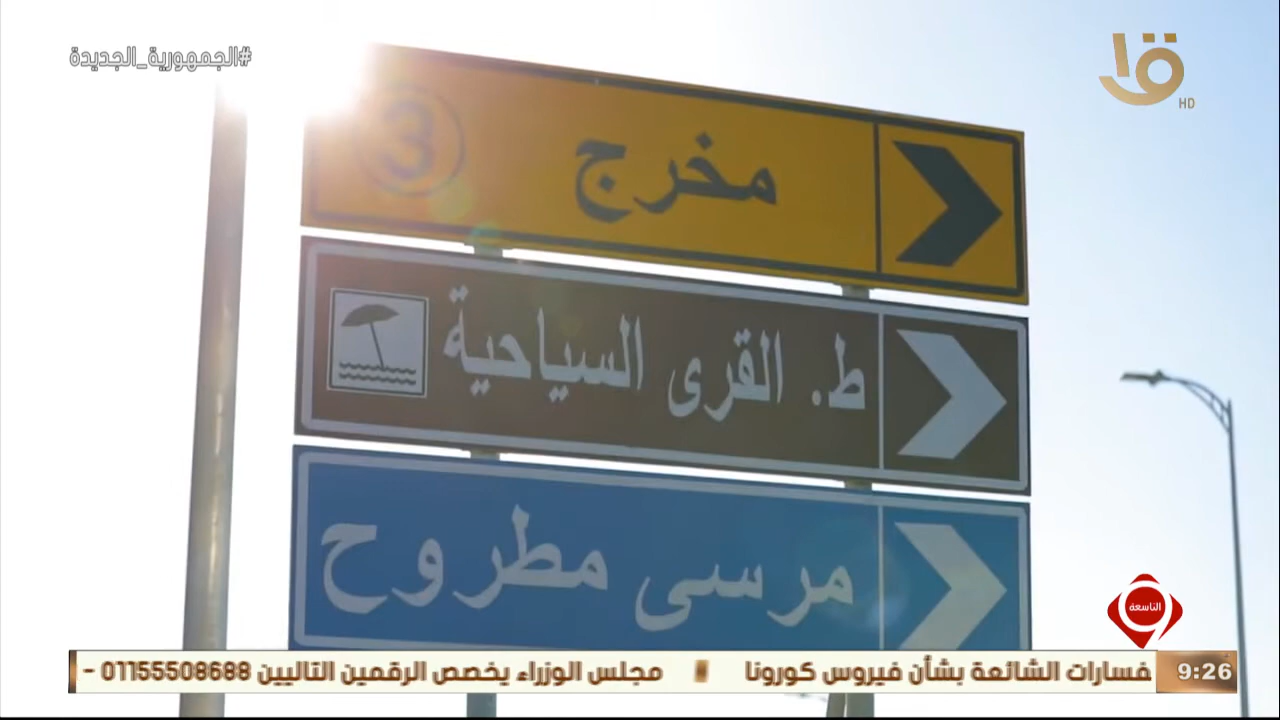 #الجمهورية_الجديدة
HD
مخرج 3
ط. القرى السياحية
مرسى مطروح
التاسعة
9:26 فسارات الشائعة بشأن فيروس كورونا مجلس الوزراء يخصص الرقمين التاليين 01155508688 -